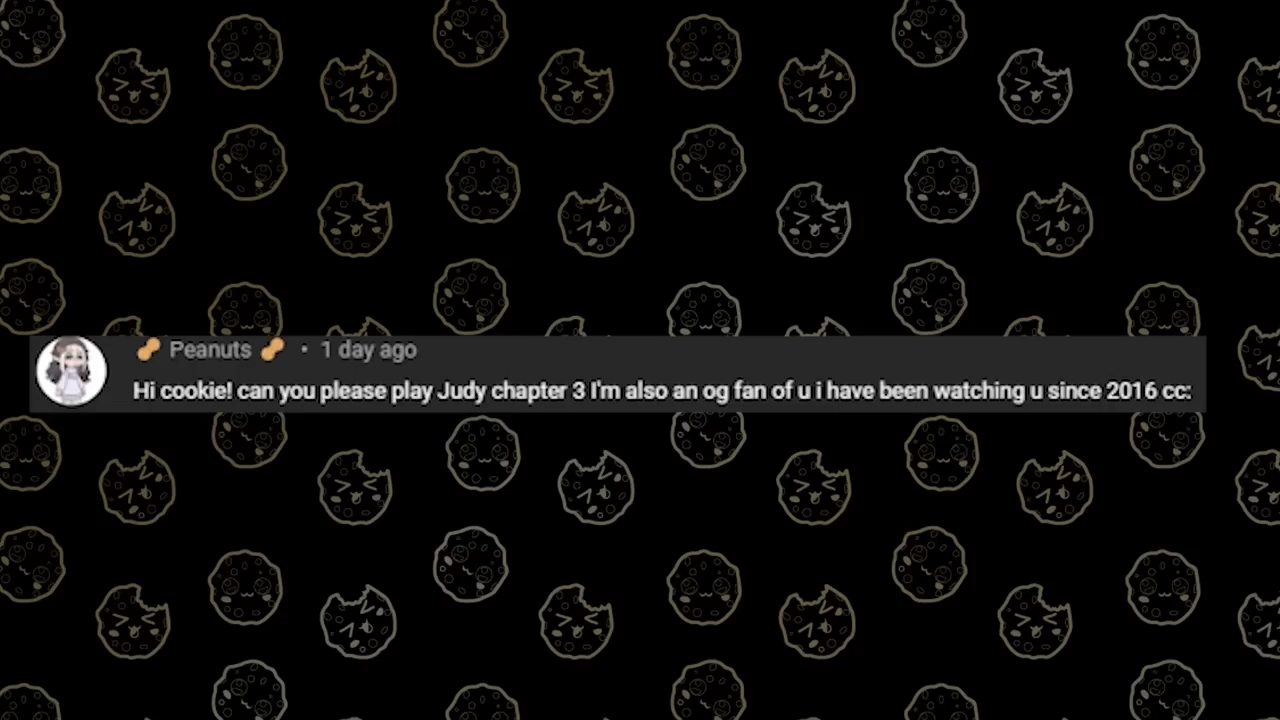 🥜 Peanuts 🥜 • 1 day ago
Hi cookie! can you please play Judy chapter 3 I'm also an og fan of u i have been watching u since 2016 cc: